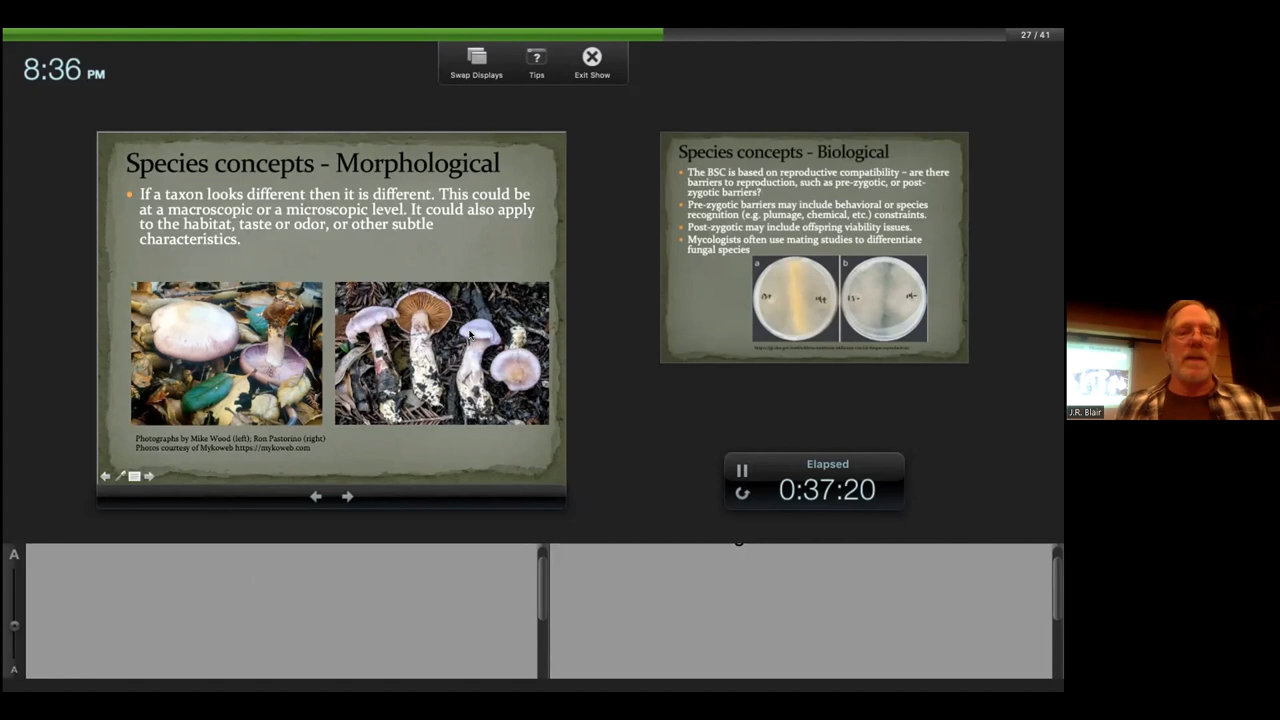 27 / 41
8:36 PM
Swap Displays
Tips
Exit Show
Species concepts - Morphological
• If a taxon looks different then it is different. This could be
at a macroscopic or a microscopic level. It could also apply
to the habitat, taste or odor, or other subtle
characteristics.
Photographs by Mike Wood (left); Ron Pastorino (right)
Photos courtesy of Mykoweb https://mykoweb.com
Species concepts - Biological
• The BSC is based on reproductive compatibility – are there
barriers to reproduction, such as pre-zygotic, or post-
zygotic barriers?
• Pre-zygotic barriers may include behavioral or species
recognition (e.g. plumage, chemical, etc.) constraints.
• Post-zygotic may include offspring viability issues.
• Mycologists often use mating studies to differentiate
fungal species
a
b
Elapsed
0:37:20
J.R. Blair
A
A